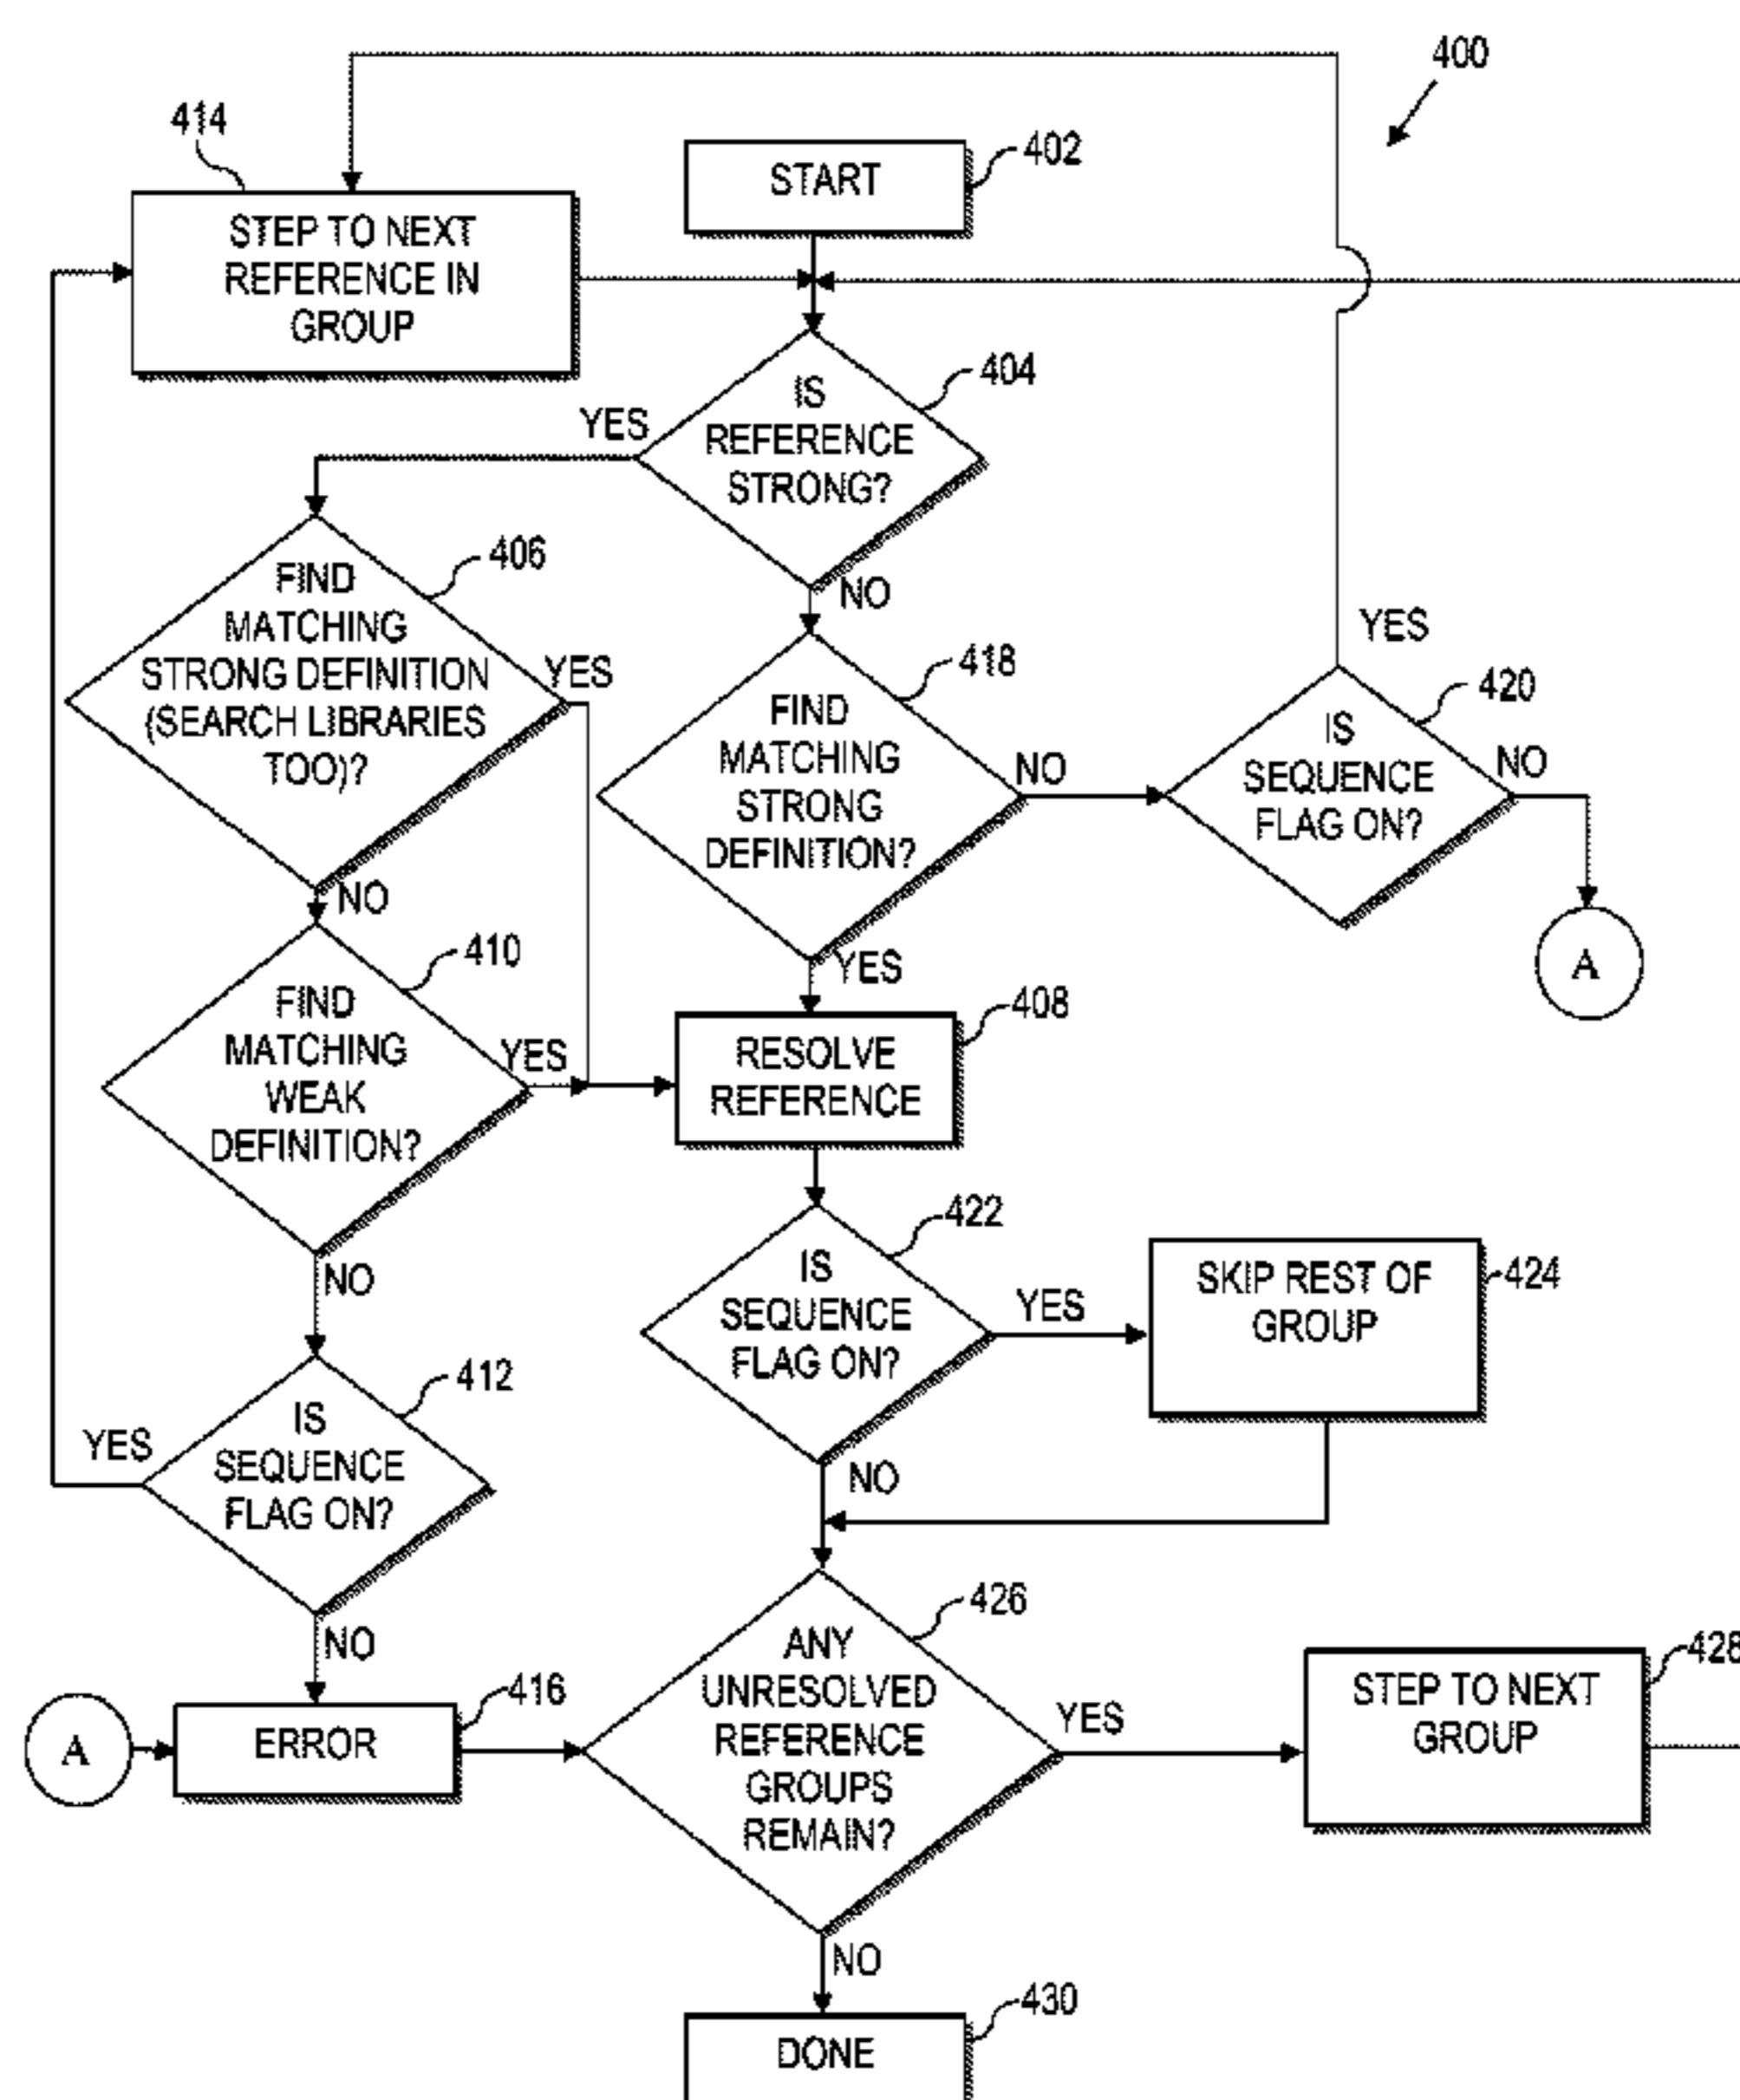 400
414
402
START
STEP TO NEXT
REFERENCE IN
GROUP
404
IS
REFERENCE
STRONG?
YES
NO
406
FIND
MATCHING
STRONG DEFINITION
(SEARCH LIBRARIES
TOO)?
YES
NO
418
FIND
MATCHING
STRONG
DEFINITION?
NO
YES
420
YES
IS
SEQUENCE
FLAG ON?
NO
A
410
FIND
MATCHING
WEAK
DEFINITION?
YES
NO
408
RESOLVE
REFERENCE
422
IS
SEQUENCE
FLAG ON?
YES
NO
424
SKIP REST OF
GROUP
412
IS
SEQUENCE
FLAG ON?
YES
NO
A
416
ERROR
426
ANY
UNRESOLVED
REFERENCE
GROUPS
REMAIN?
YES
NO
428
STEP TO NEXT
GROUP
430
DONE